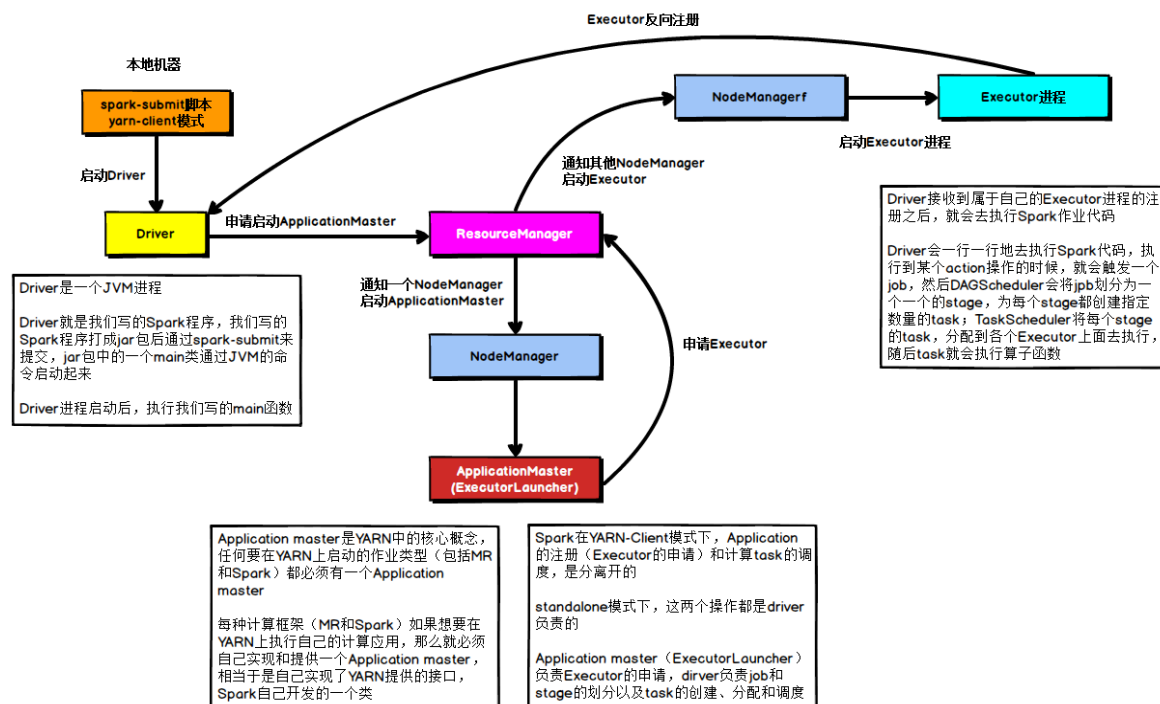 Executor反向注册
本地机器
spark-submit脚本
yarn-client模式
NodeManagerf
Executor进程
启动Executor进程
启动Driver
通知其他NodeManager
启动Executor
Driver
申请启动ApplicationMaster
ResourceManager
Driver接收到属于自己的Executor进程的注
册之后，就会去执行Spark作业代码
Driver会一行一行地去执行Spark代码，执
行到某个action操作的时候，就会触发一个
job，然后DAGScheduler会将jpb划分为一
个一个的stage，为每个stage都创建指定
数量的task；TaskScheduler将每个stage
的task，分配到各个Executor上面去执行，
随后task就会执行算子函数
Driver是一个JVM进程
Driver就是我们写的Spark程序，我们写的
Spark程序打成jar包后通过spark-submit来
提交，jar包中的一个main类通过JVM的命
令启动起来
Driver进程启动后，执行我们写的main函数
通知一个NodeManager
启动ApplicationMaster
NodeManager
申请Executor
ApplicationMaster
(ExecutorLauncher)
Application master是YARN中的核心概念，
任何要在YARN上启动的作业类型（包括MR
和Spark）都必须有一个Application
master
每种计算框架（MR和Spark）如果想要在
YARN上执行自己的计算应用，那么就必须
自己实现和提供一个Application master，
相当于是自己实现了YARN提供的接口，
Spark自己开发的一个类
Spark在YARN-Client模式下，Application
的注册（Executor的申请）和计算task的调
度，是分离开的
standalone模式下，这两个操作都是driver
负责的
Application master（ExecutorLauncher）
负责Executor的申请，dirver负责job和
stage的划分以及task的创建、分配和调度